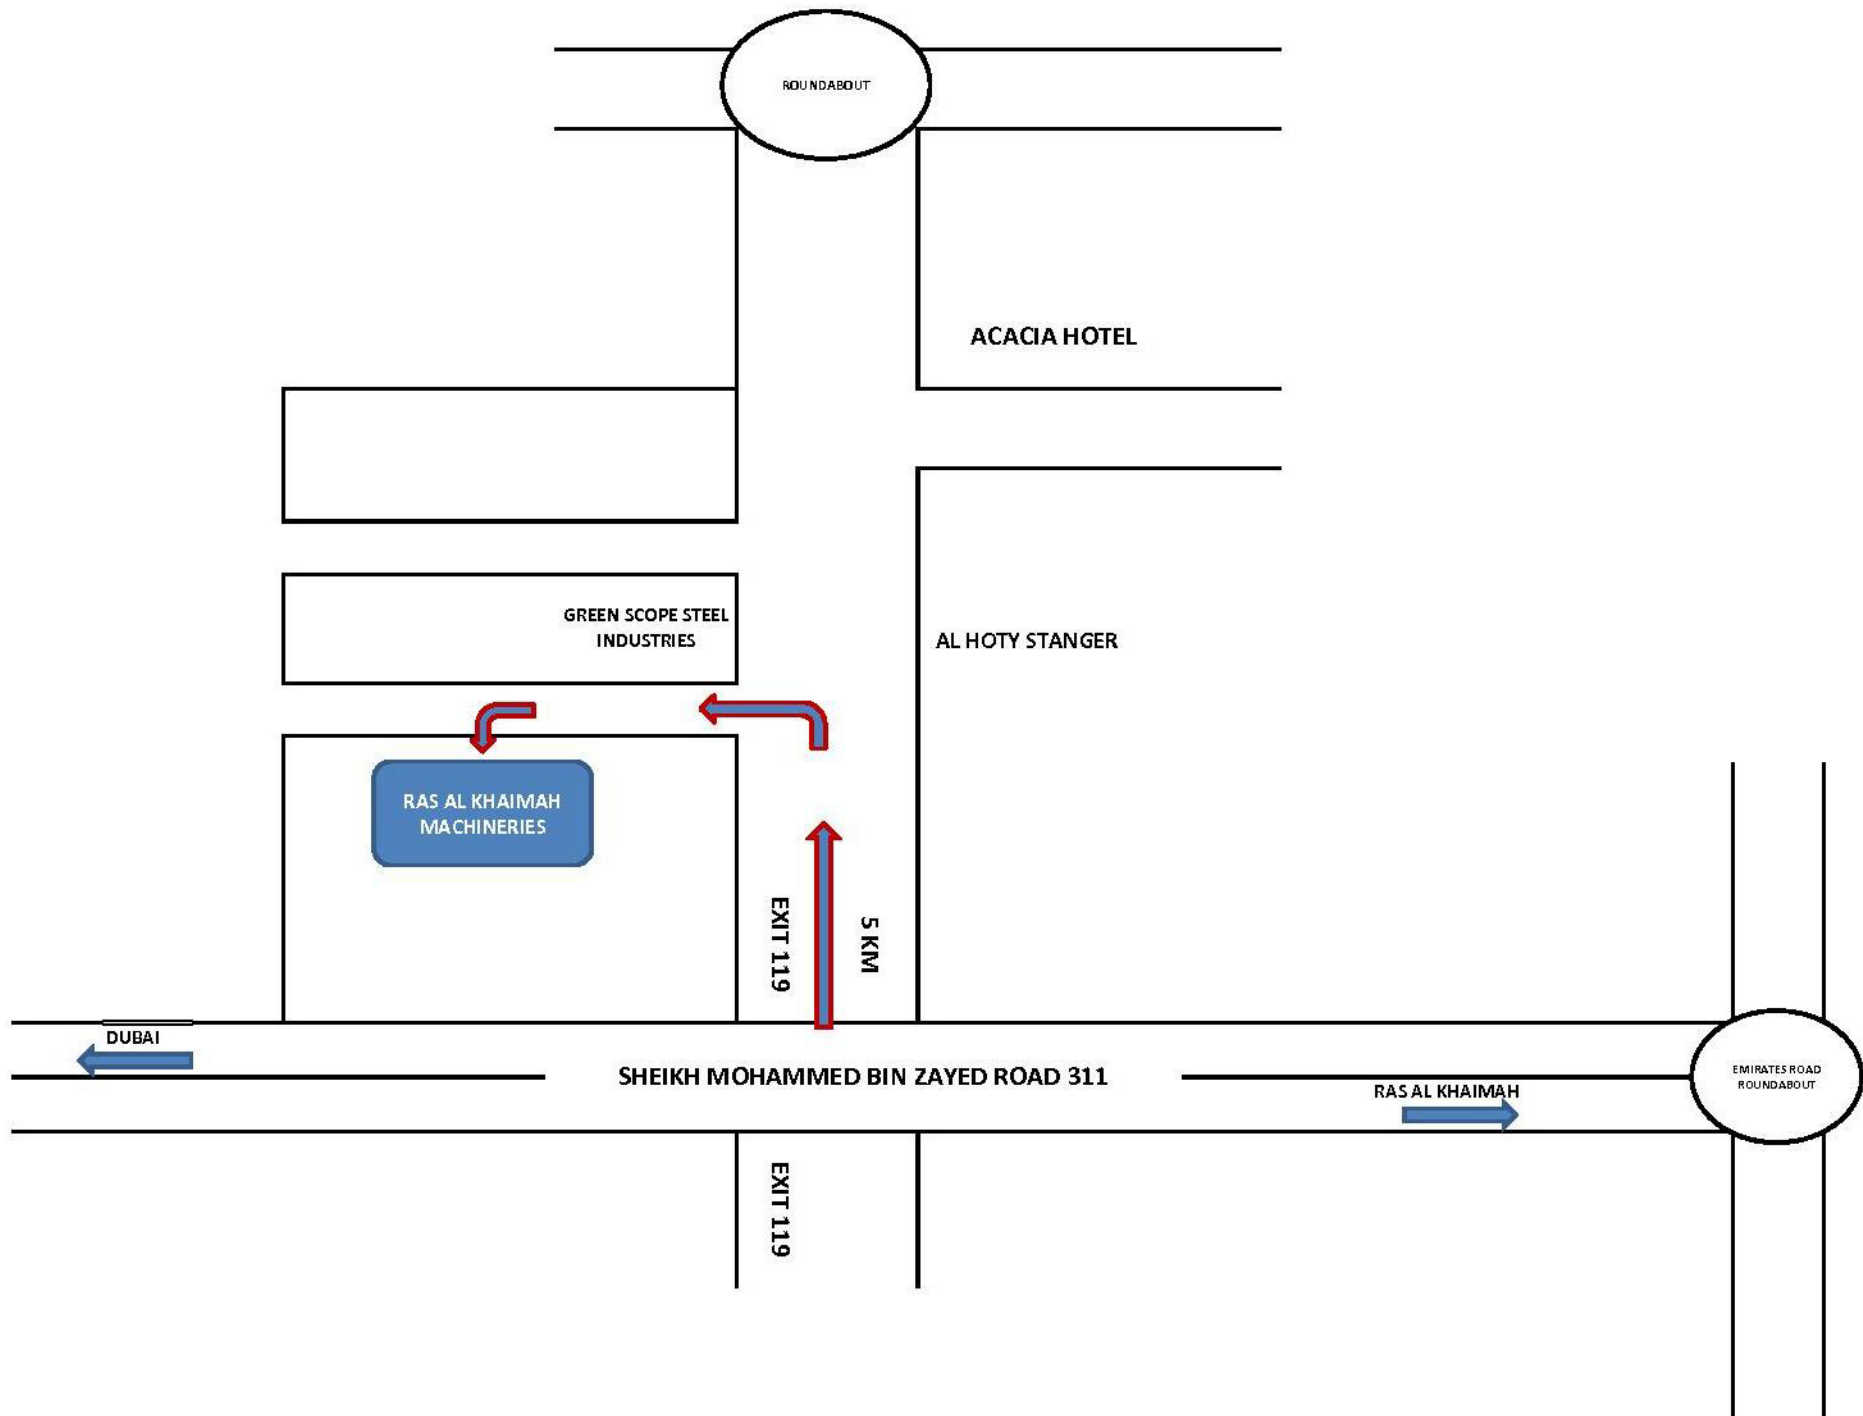 ROUNDABOUT
ACACIA HOTEL
GREEN SCOPE STEEL
INDUSTRIES
AL HOTY STANGER
RAS AL KHAIMAH
MACHINERIES
EXIT 119
5 KM
DUBAI
SHEIKH MOHAMMED BIN ZAYED ROAD 311
EMIRATES ROAD
ROUNDABOUT
RAS AL KHAIMAH
EXIT 119